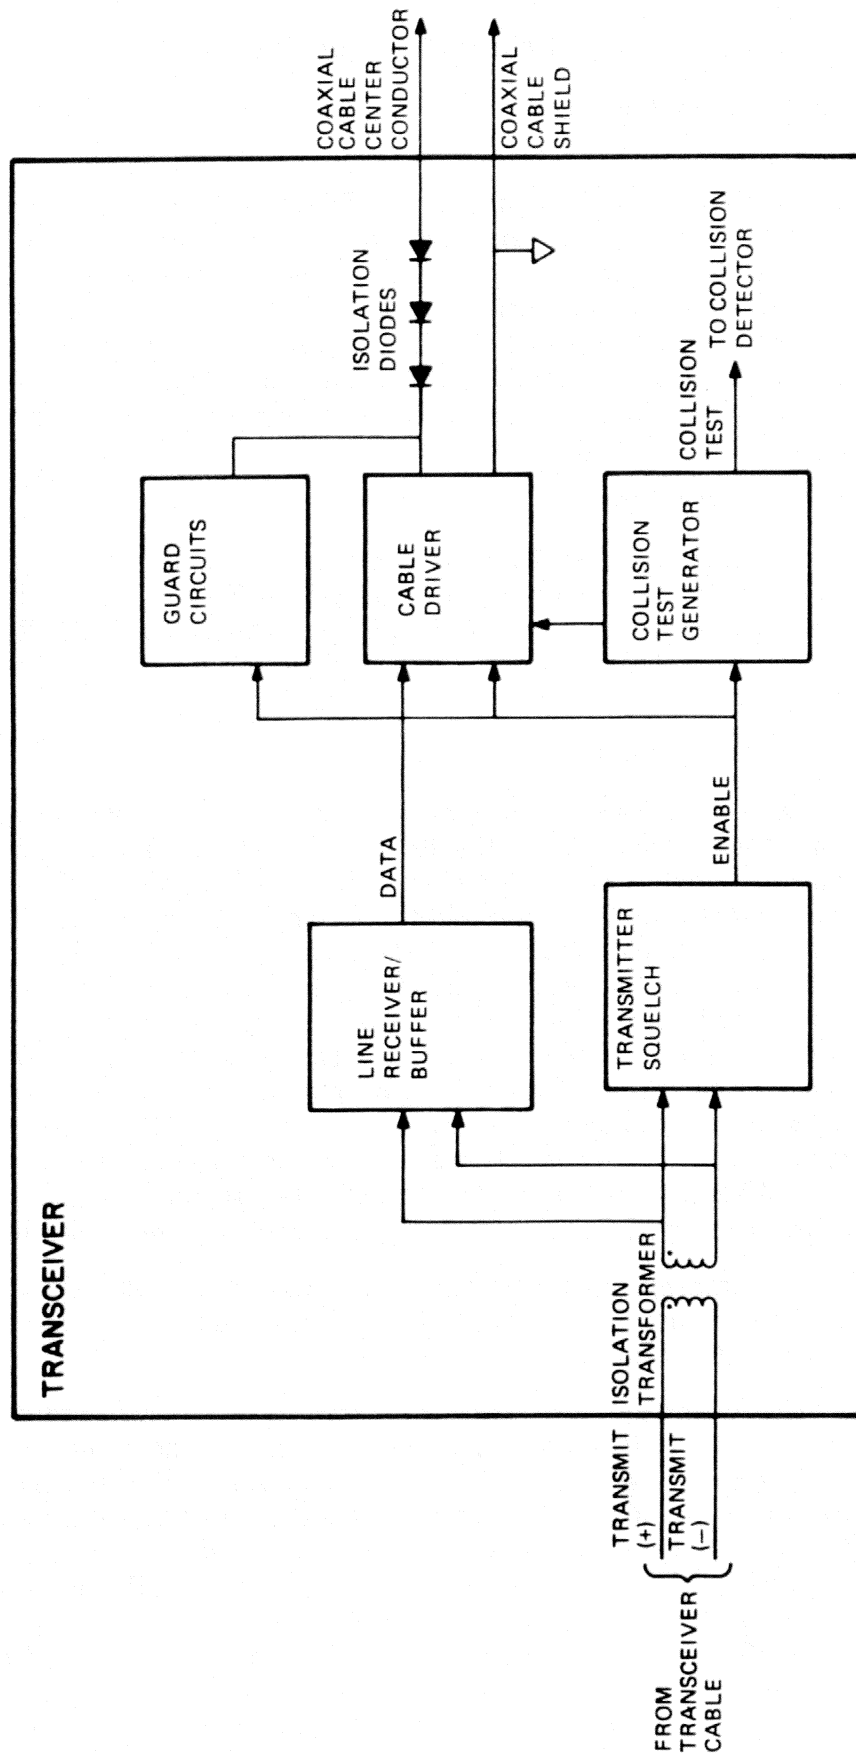 TRANSCEIVER
FROM
TRANSCEIVER
CABLE
TRANSMIT
(+)
TRANSMIT
(–)
ISOLATION
TRANSFORMER
LINE
RECEIVER/
BUFFER
TRANSMITTER
SQUELCH
DATA
ENABLE
GUARD
CIRCUITS
CABLE
DRIVER
COLLISION
TEST
GENERATOR
ISOLATION
DIODES
COLLISION
TEST
TO COLLISION
DETECTOR
COAXIAL
CABLE
CENTER
CONDUCTOR
COAXIAL
CABLE
SHIELD